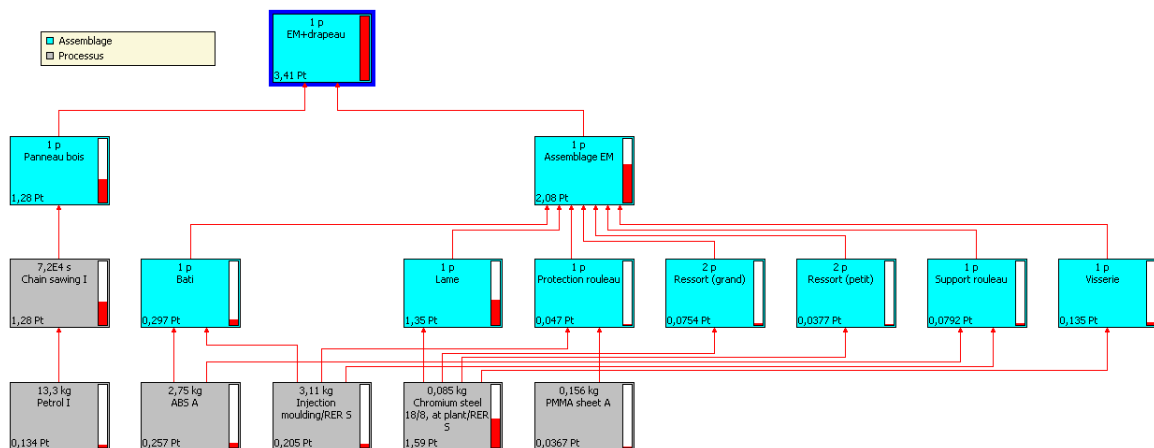 1 p
EM+drapeau
3,41 Pt
Assemblage
Processus
1 p
Panneau bois
1,28 Pt
1 p
Assemblage EM
2,08 Pt
7,2E4 s
Chain sawing I
1,28 Pt
1 p
Bati
0,297 Pt
1 p
Lame
1,35 Pt
1 p
Protection rouleau
0,047 Pt
2 p
Ressort (grand)
0,0754 Pt
2 p
Ressort (petit)
0,0377 Pt
1 p
Support rouleau
0,0792 Pt
1 p
Visserie
0,135 Pt
13,3 kg
Petrol I
0,134 Pt
2,75 kg
ABS A
0,257 Pt
3,11 kg
Injection
moulding/RER S
0,205 Pt
0,085 kg
Chromium steel
18/8, at plant/RER
S
1,59 Pt
0,156 kg
PMMA sheet A
0,0367 Pt